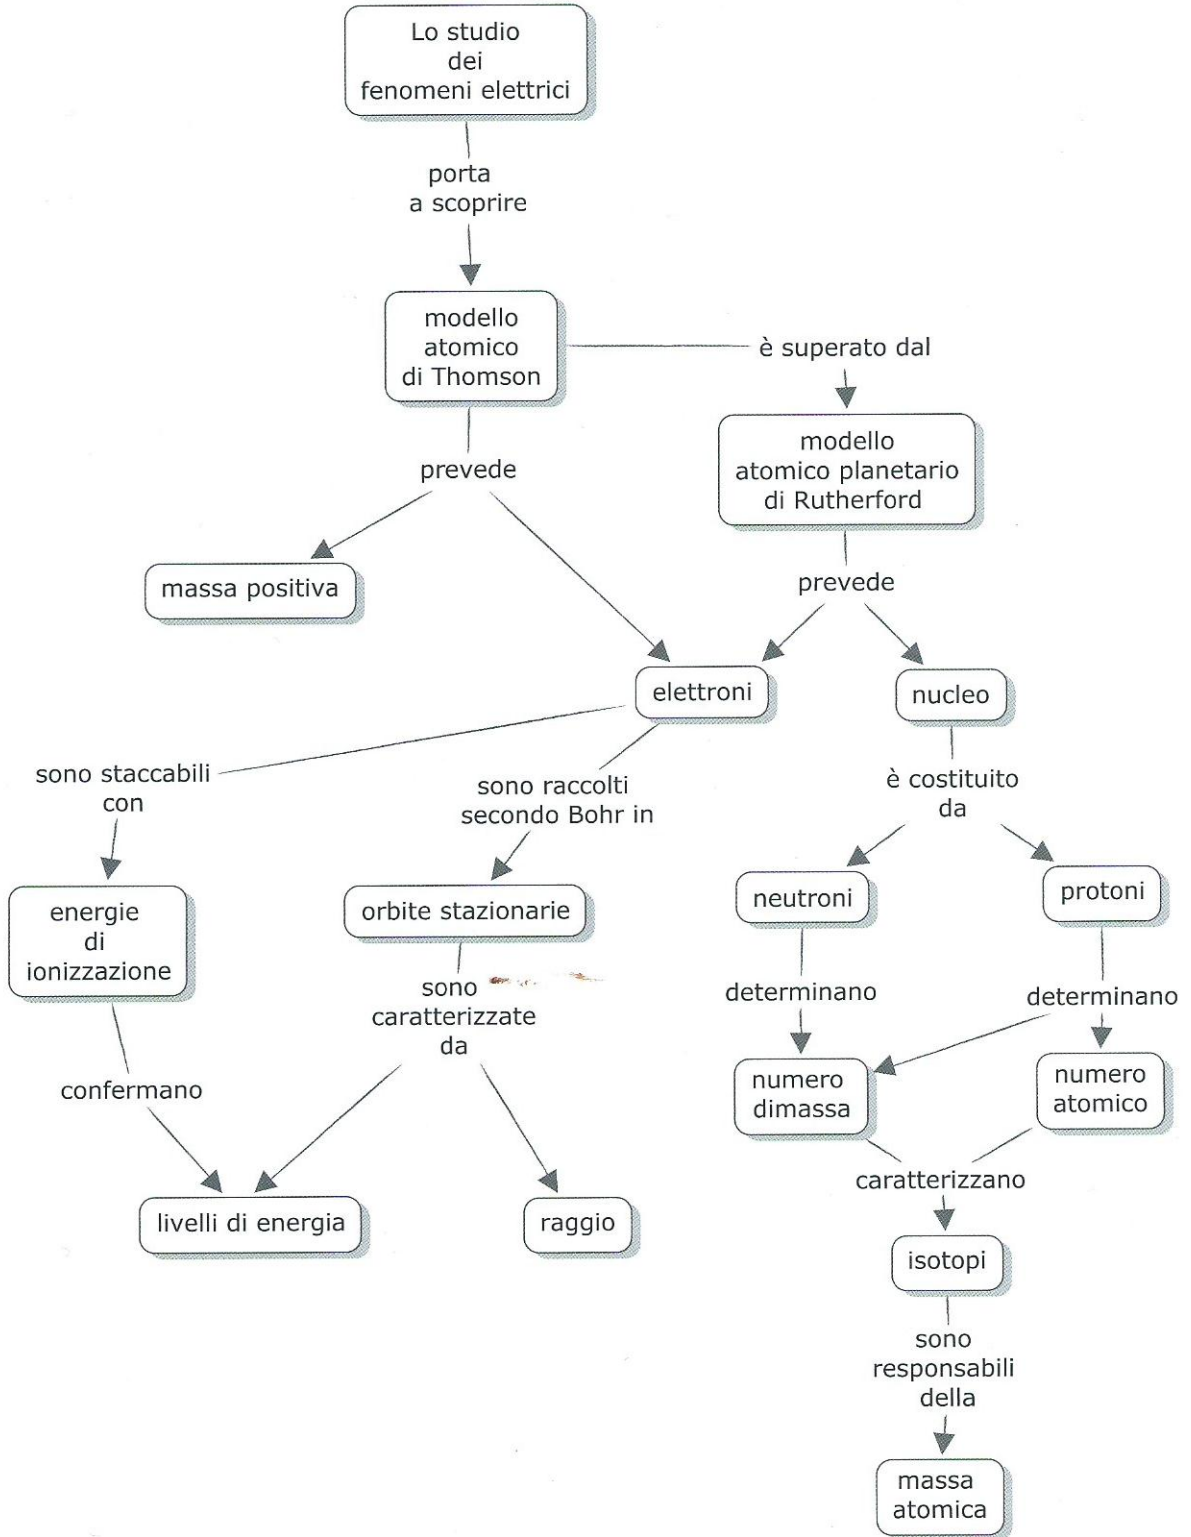 Lo studio
dei
fenomeni elettrici
porta
a scoprire
modello
atomico
di Thomson
è superato dal
modello
atomico planetario
di Rutherford
prevede
massa positiva
prevede
elettroni
nucleo
sono staccabili
con
sono raccolti
secondo Bohr in
è costituito
da
energie
di
ionizzazione
orbite stazionarie
neutroni
protoni
sono
caratterizzate
da
determinano
determinano
confermano
numero
dimassa
numero
atomico
livelli di energia
raggio
caratterizzano
isotopi
sono
responsabili
della
massa
atomica